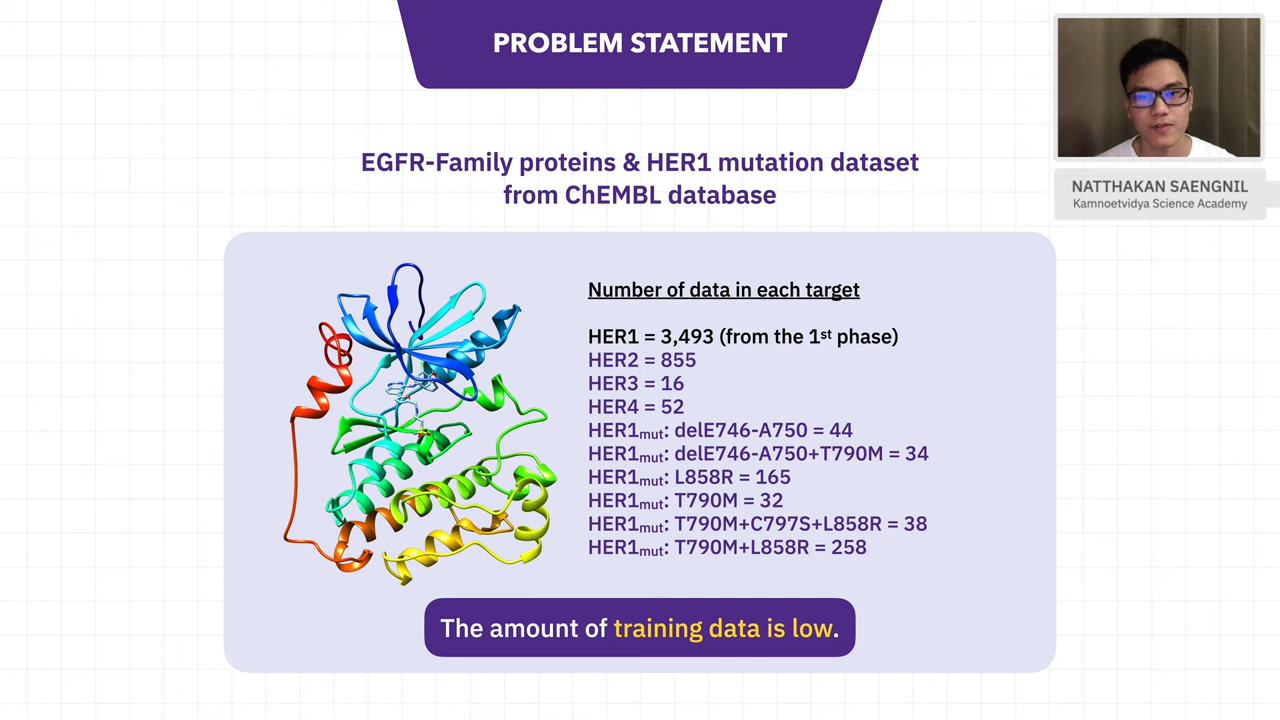 PROBLEM STATEMENT
NATTHAKAN SAENGNIL
Kamnoetvidya Science Academy
EGFR-Family proteins & HER1 mutation dataset
from ChEMBL database
Number of data in each target
HER1 = 3,493 (from the 1st phase)
HER2 = 855
HER3 = 16
HER4 = 52
HER1mut: delE746-A750 = 44
HER1mut: delE746-A750+T790M = 34
HER1mut: L858R = 165
HER1mut: T790M = 32
HER1mut: T790M+C797S+L858R = 38
HER1mut: T790M+L858R = 258
The amount of training data is low.